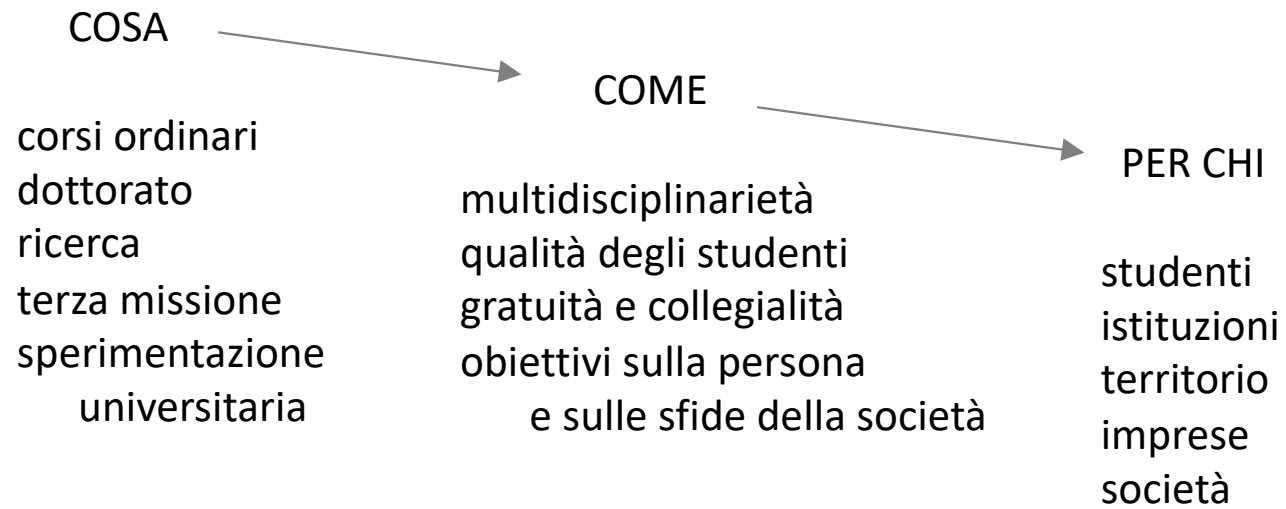 COSA
corsi ordinari
dottorato
ricerca
terza missione
sperimentazione
universitaria
COME
multidisciplinarietà
qualità degli studenti
gratuità e collegialità
obiettivi sulla persona
e sulle sfide della società
PER CHI
studenti
istituzioni
territorio
imprese
società